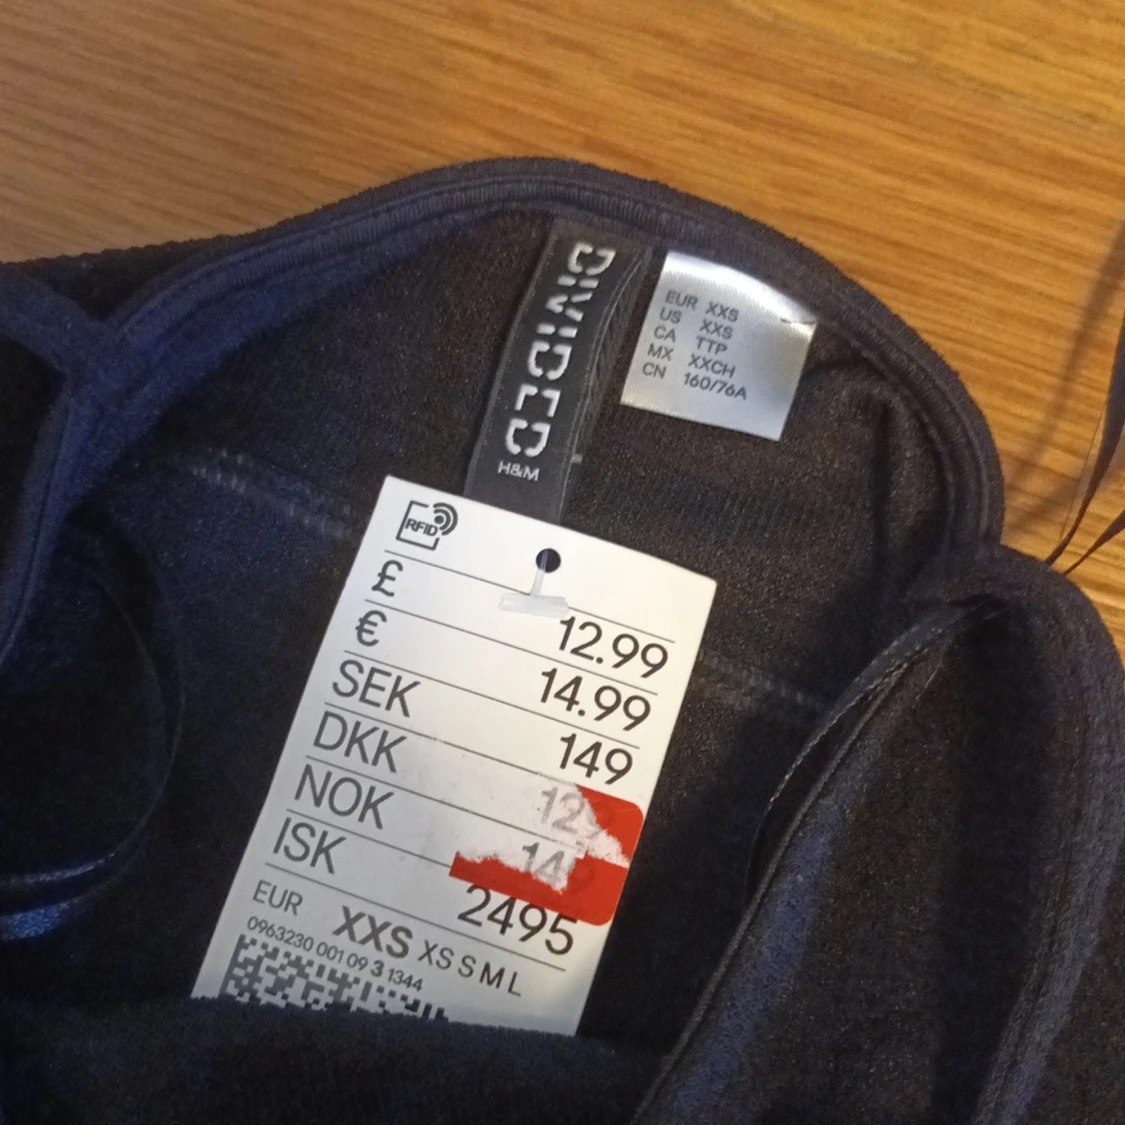 DIVIDED
H&M
EUR XXS
US XXS
CA TTP
MX XXCH
CN 160/76A
RFID
£ 12.99
€ 14.99
SEK 149
DKK
NOK
ISK 2495
EUR XXS XS S M L
0963230 001 09 3 1344